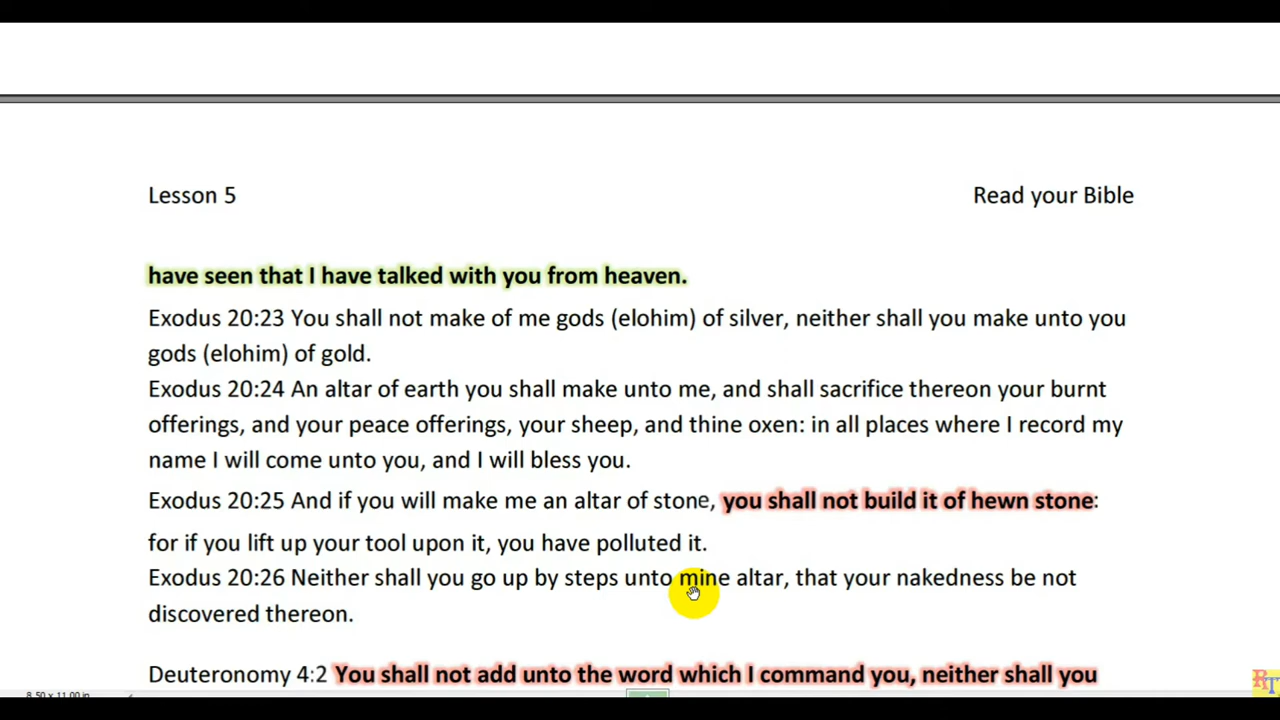 Lesson 5 Read your Bible
have seen that I have talked with you from heaven.
Exodus 20:23 You shall not make of me gods (elohim) of silver, neither shall you make unto you
gods (elohim) of gold.
Exodus 20:24 An altar of earth you shall make unto me, and shall sacrifice thereon your burnt
offerings, and your peace offerings, your sheep, and thine oxen: in all places where I record my
name I will come unto you, and I will bless you.
Exodus 20:25 And if you will make me an altar of stone, you shall not build it of hewn stone:
for if you lift up your tool upon it, you have polluted it.
Exodus 20:26 Neither shall you go up by steps unto mine altar, that your nakedness be not
discovered thereon.
Deuteronomy 4:2 You shall not add unto the word which I command you, neither shall you
8.50 x 11.00 in
RT